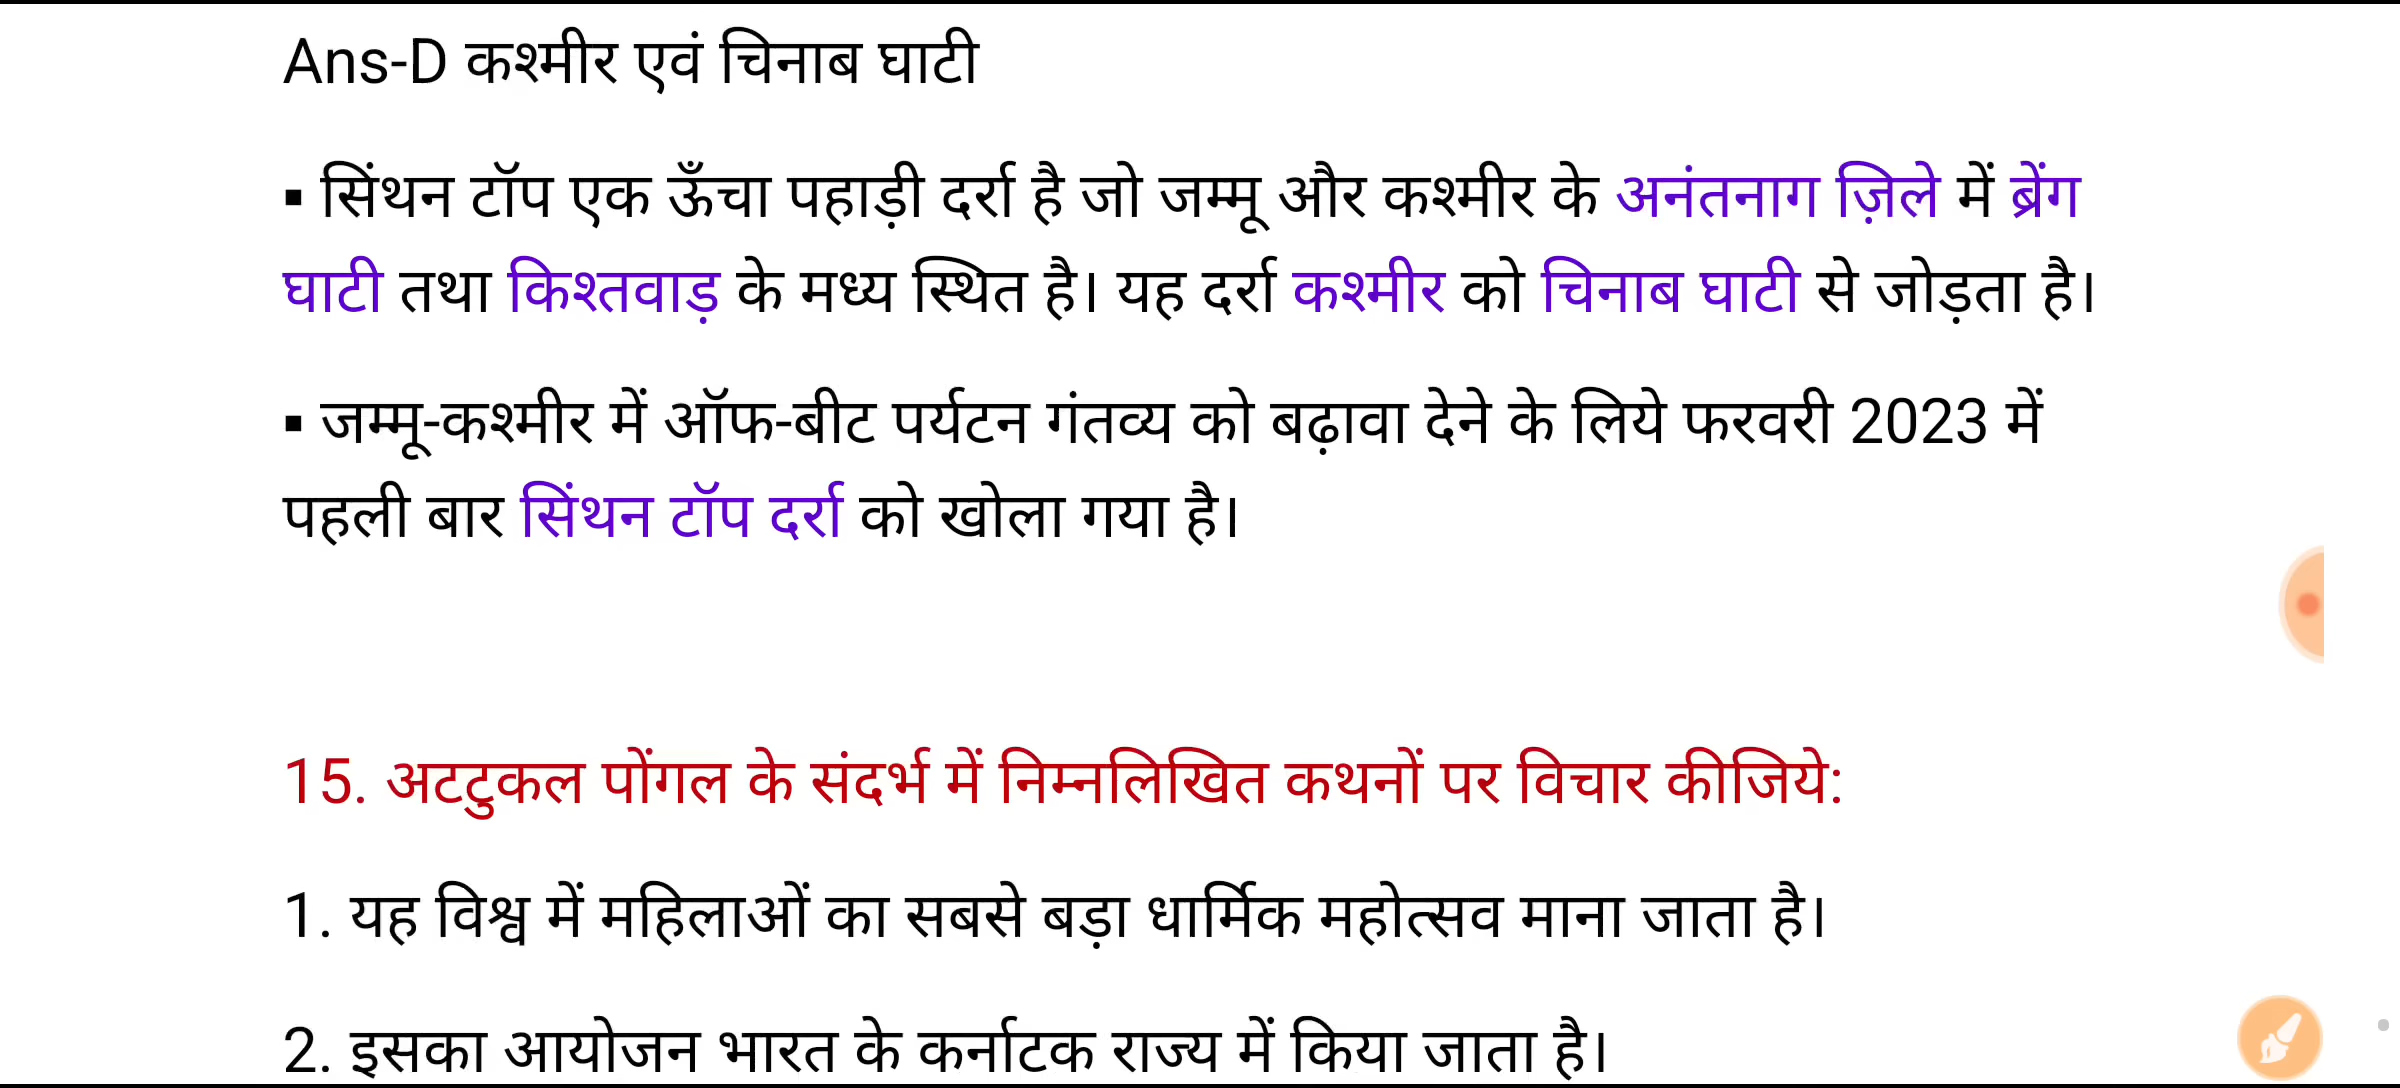 Ans-D कश्मीर एवं चिनाब घाटी
▪ सिंथन टॉप एक ऊँचा पहाड़ी दर्रा है जो जम्मू और कश्मीर के अनंतनाग ज़िले में ब्रेंग
घाटी तथा किश्तवाड़ के मध्य स्थित है। यह दर्रा कश्मीर को चिनाब घाटी से जोड़ता है।
▪ जम्मू-कश्मीर में ऑफ-बीट पर्यटन गंतव्य को बढ़ावा देने के लिये फरवरी 2023 में
पहली बार सिंथन टॉप दर्रा को खोला गया है।
15. अटटुकल पोंगल के संदर्भ में निम्नलिखित कथनों पर विचार कीजिये:
1. यह विश्व में महिलाओं का सबसे बड़ा धार्मिक महोत्सव माना जाता है।
2. इसका आयोजन भारत के कर्नाटक राज्य में किया जाता है।